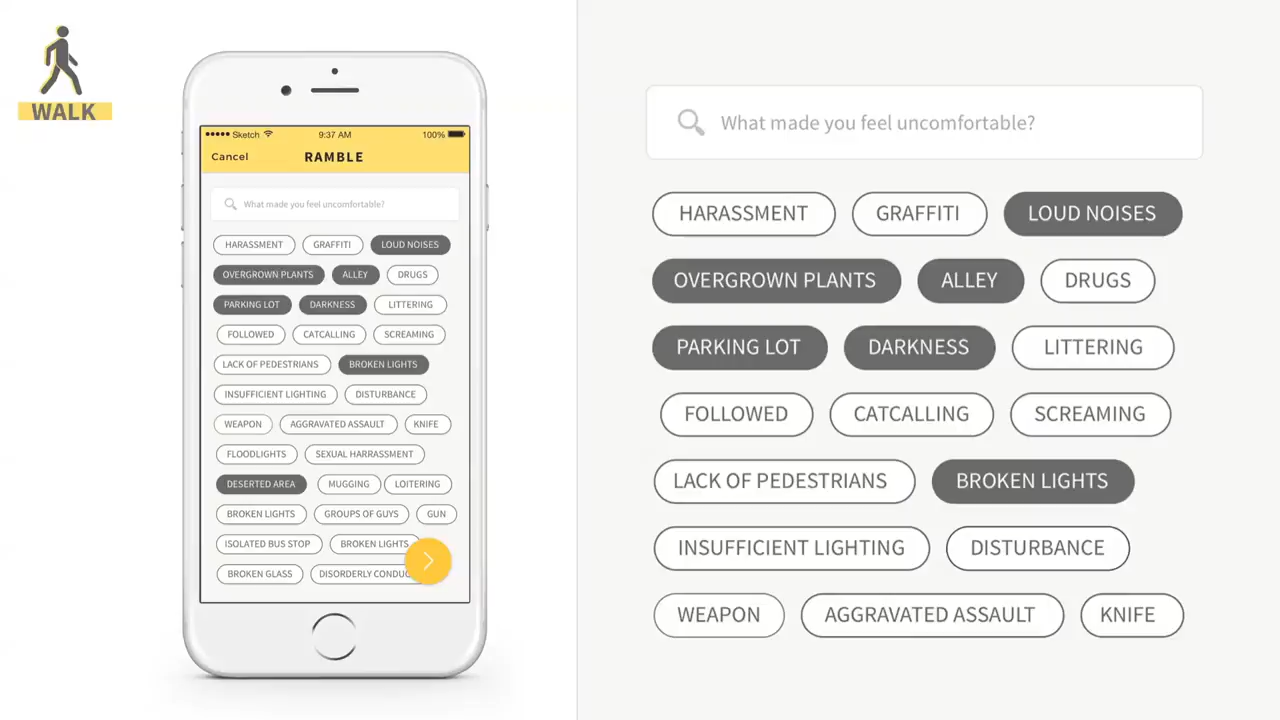 WALK
Sketch 9:37 AM 100%
Cancel RAMBLE
What made you feel uncomfortable?
HARASSMENT GRAFFITI LOUD NOISES
OVERGROWN PLANTS ALLEY DRUGS
PARKING LOT DARKNESS LITTERING
FOLLOWED CATCALLING SCREAMING
LACK OF PEDESTRIANS BROKEN LIGHTS
INSUFFICIENT LIGHTING DISTURBANCE
WEAPON AGGRAVATED ASSAULT KNIFE
FLOODLIGHTS SEXUAL HARRASSMENT
DESERTED AREA MUGGING LOITERING
BROKEN LIGHTS GROUPS OF GUYS GUN
ISOLATED BUS STOP BROKEN LIGHTS
BROKEN GLASS DISORDERLY CONDUC
What made you feel uncomfortable?
HARASSMENT GRAFFITI LOUD NOISES
OVERGROWN PLANTS ALLEY DRUGS
PARKING LOT DARKNESS LITTERING
FOLLOWED CATCALLING SCREAMING
LACK OF PEDESTRIANS BROKEN LIGHTS
INSUFFICIENT LIGHTING DISTURBANCE
WEAPON AGGRAVATED ASSAULT KNIFE